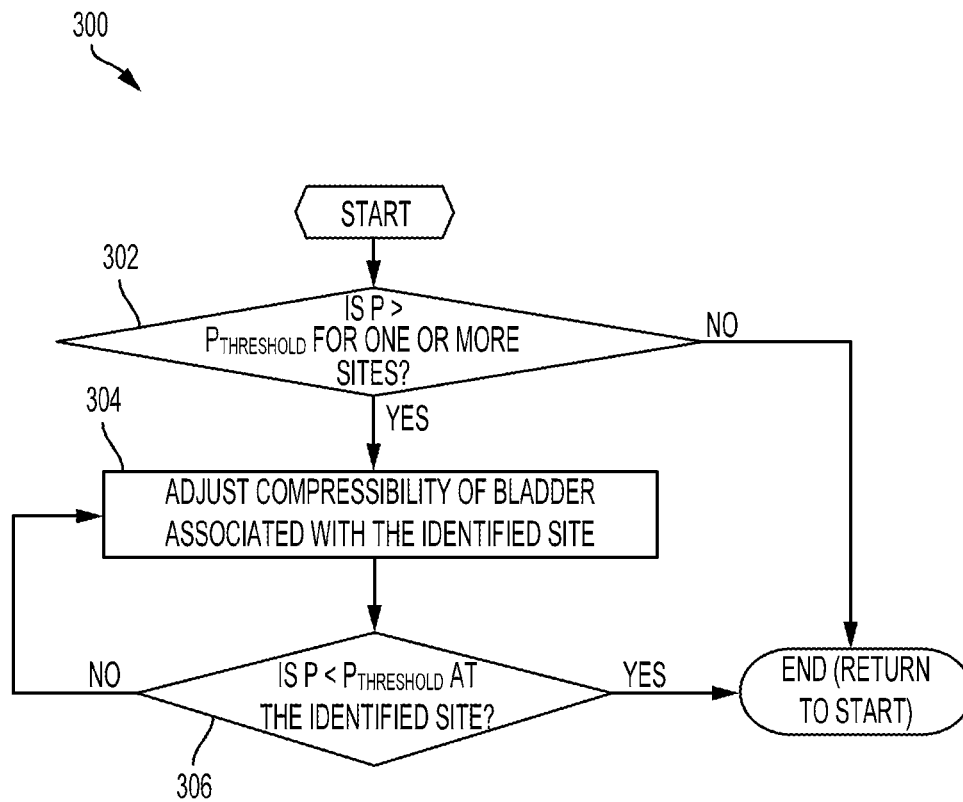 300
START
302
IS P >
PTHRESHOLD FOR ONE OR MORE
SITES?
NO
YES
304
ADJUST COMPRESSIBILITY OF BLADDER
ASSOCIATED WITH THE IDENTIFIED SITE
NO
IS P < PTHRESHOLD AT
THE IDENTIFIED SITE?
YES
END (RETURN
TO START)
306